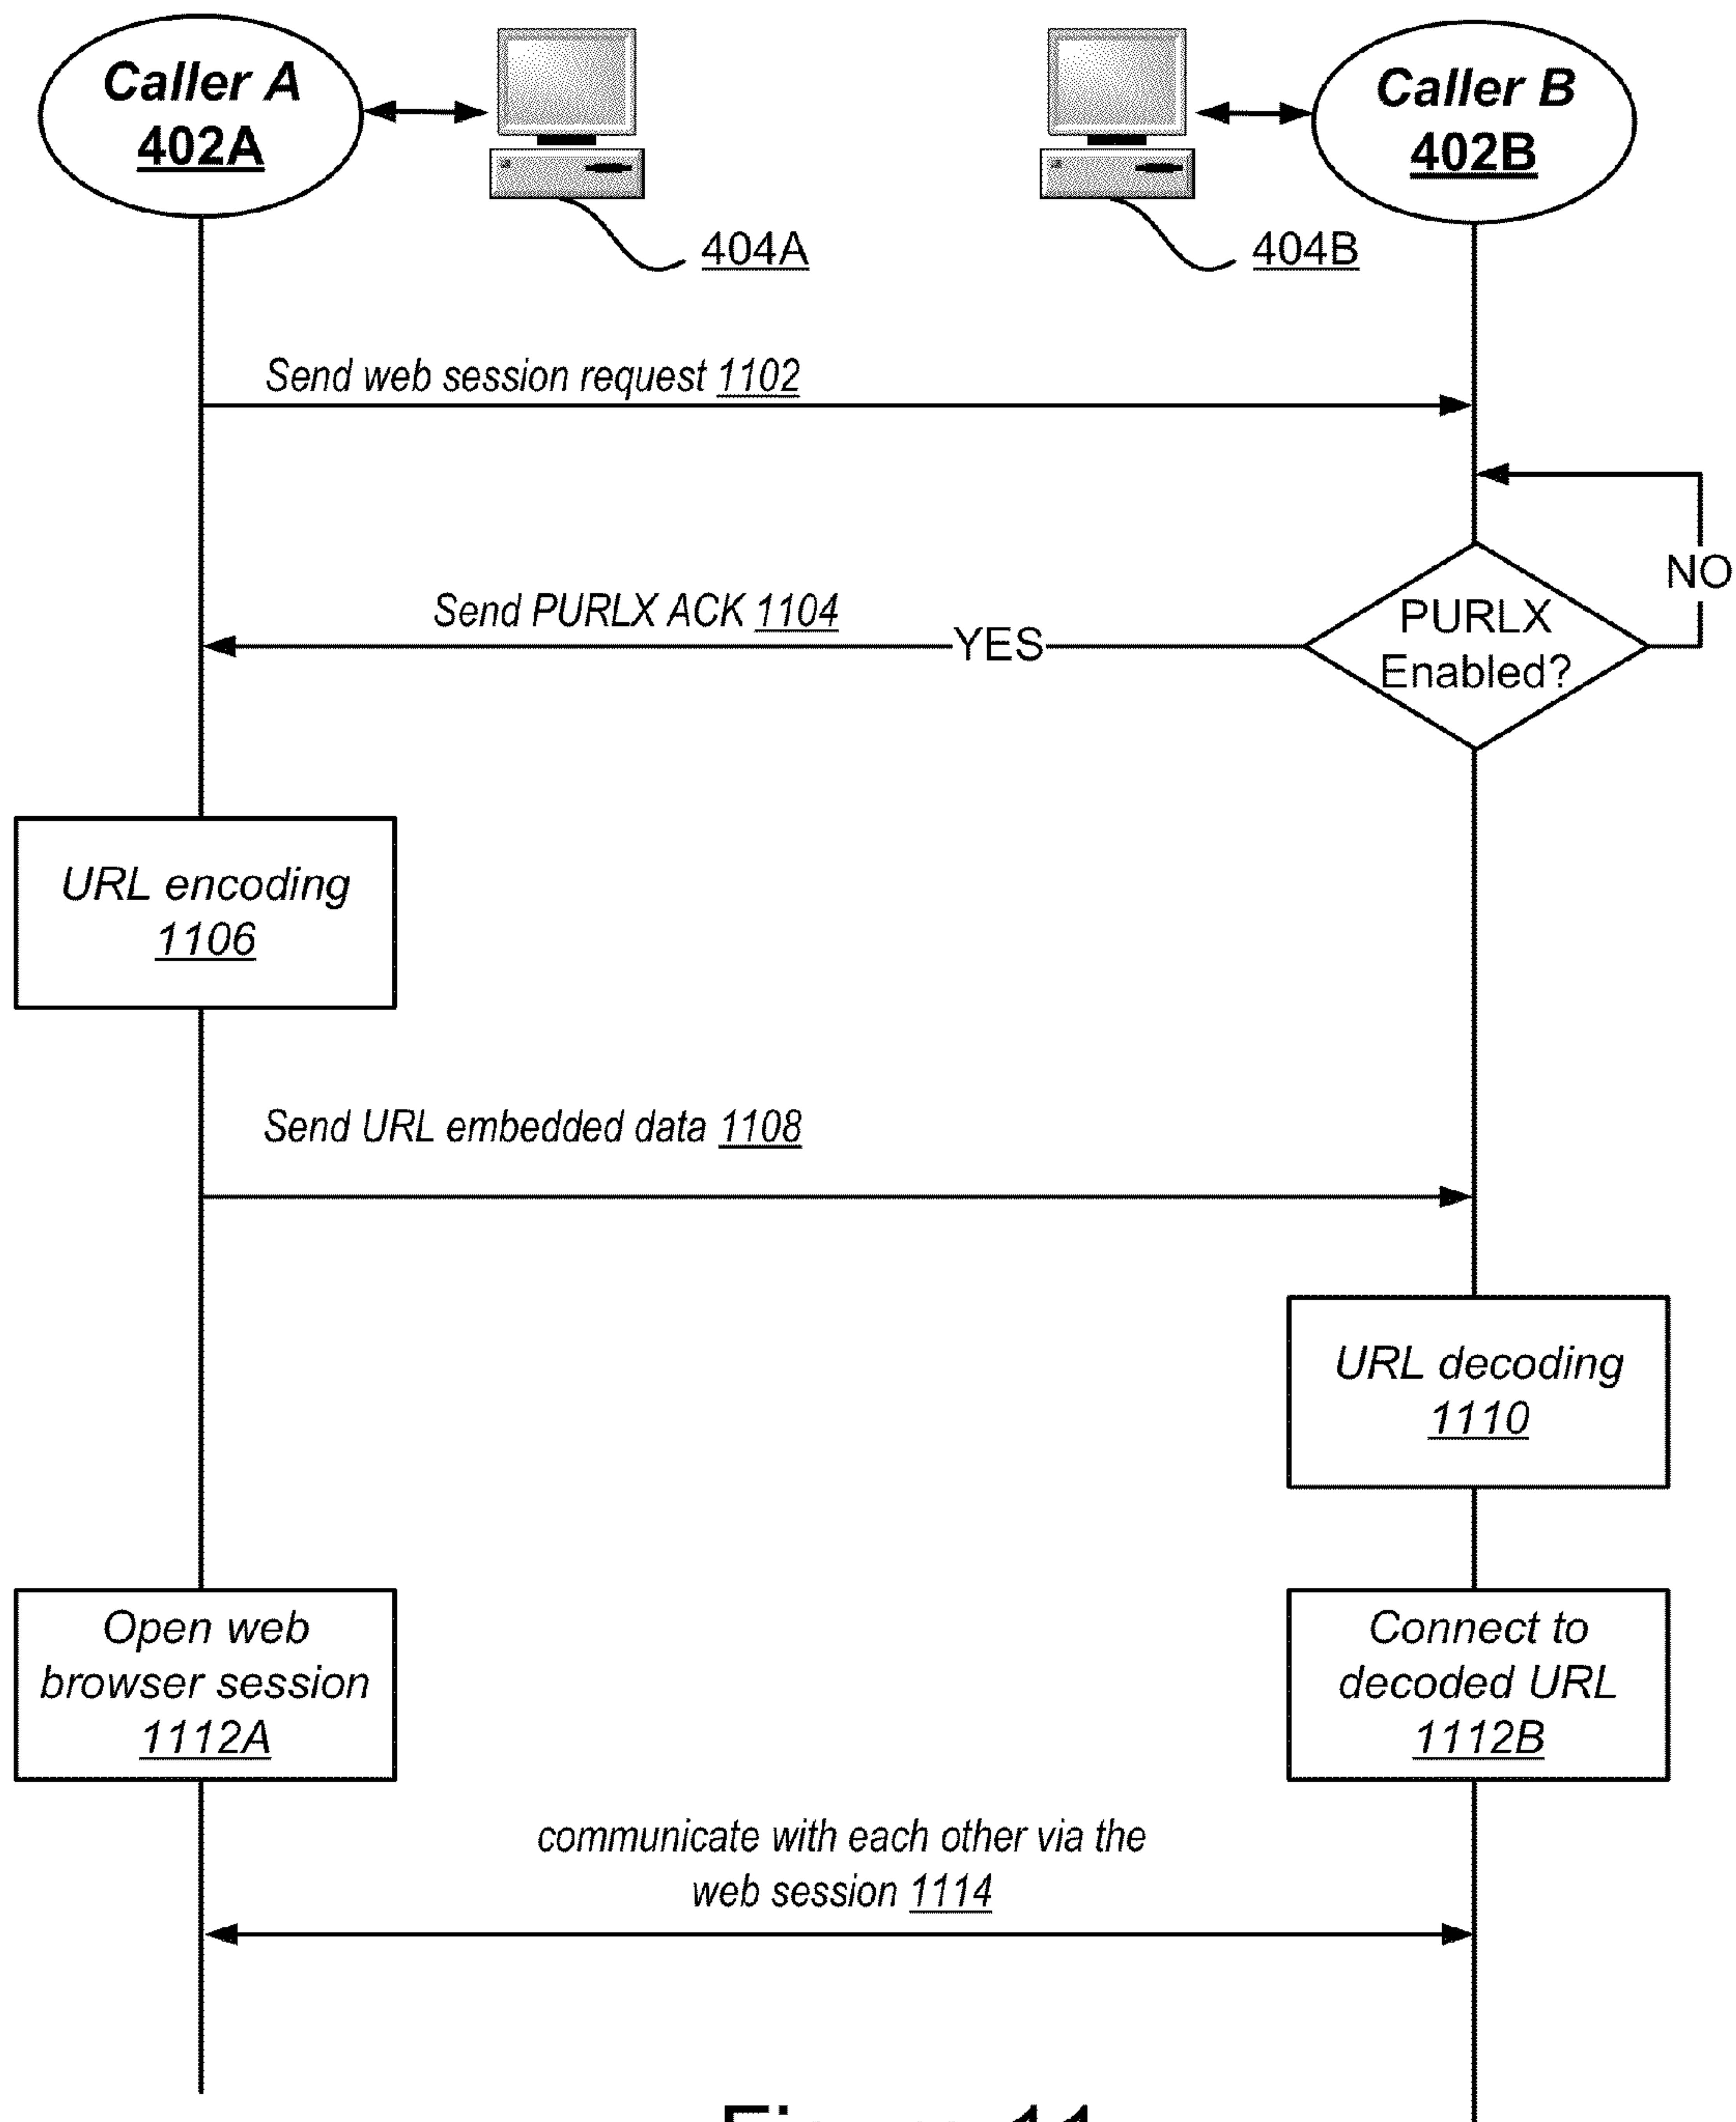 Caller A
402A
Caller B
402B
404A
404B
Send web session request 1102
NO
PURLX
Enabled?
YES
Send PURLX ACK 1104
URL encoding
1106
Send URL embedded data 1108
URL decoding
1110
Open web
browser session
1112A
Connect to
decoded URL
1112B
communicate with each other via the
web session 1114
Figure 11